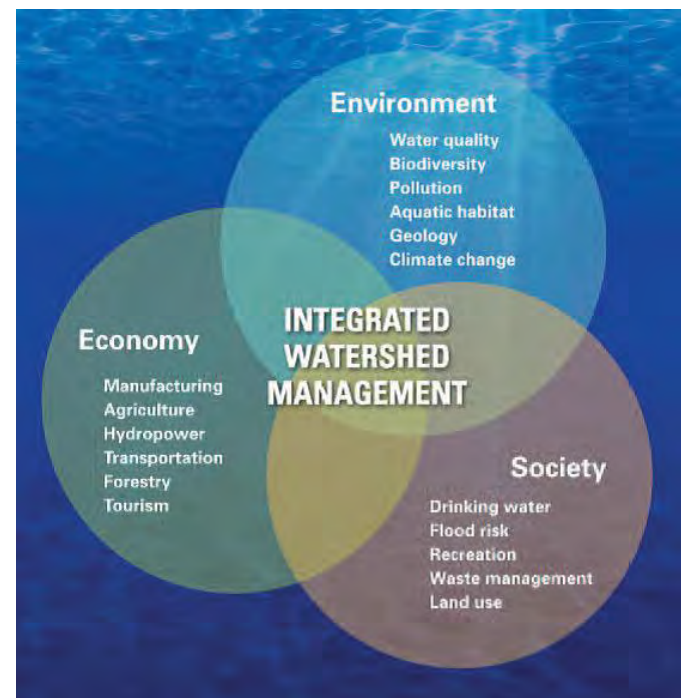 Environment
Water quality
Biodiversity
Pollution
Aquatic habitat
Geology
Climate change
INTEGRATED
WATERSHED
MANAGEMENT
Economy
Manufacturing
Agriculture
Hydropower
Transportation
Forestry
Tourism
Society
Drinking water
Flood risk
Recreation
Waste management
Land use